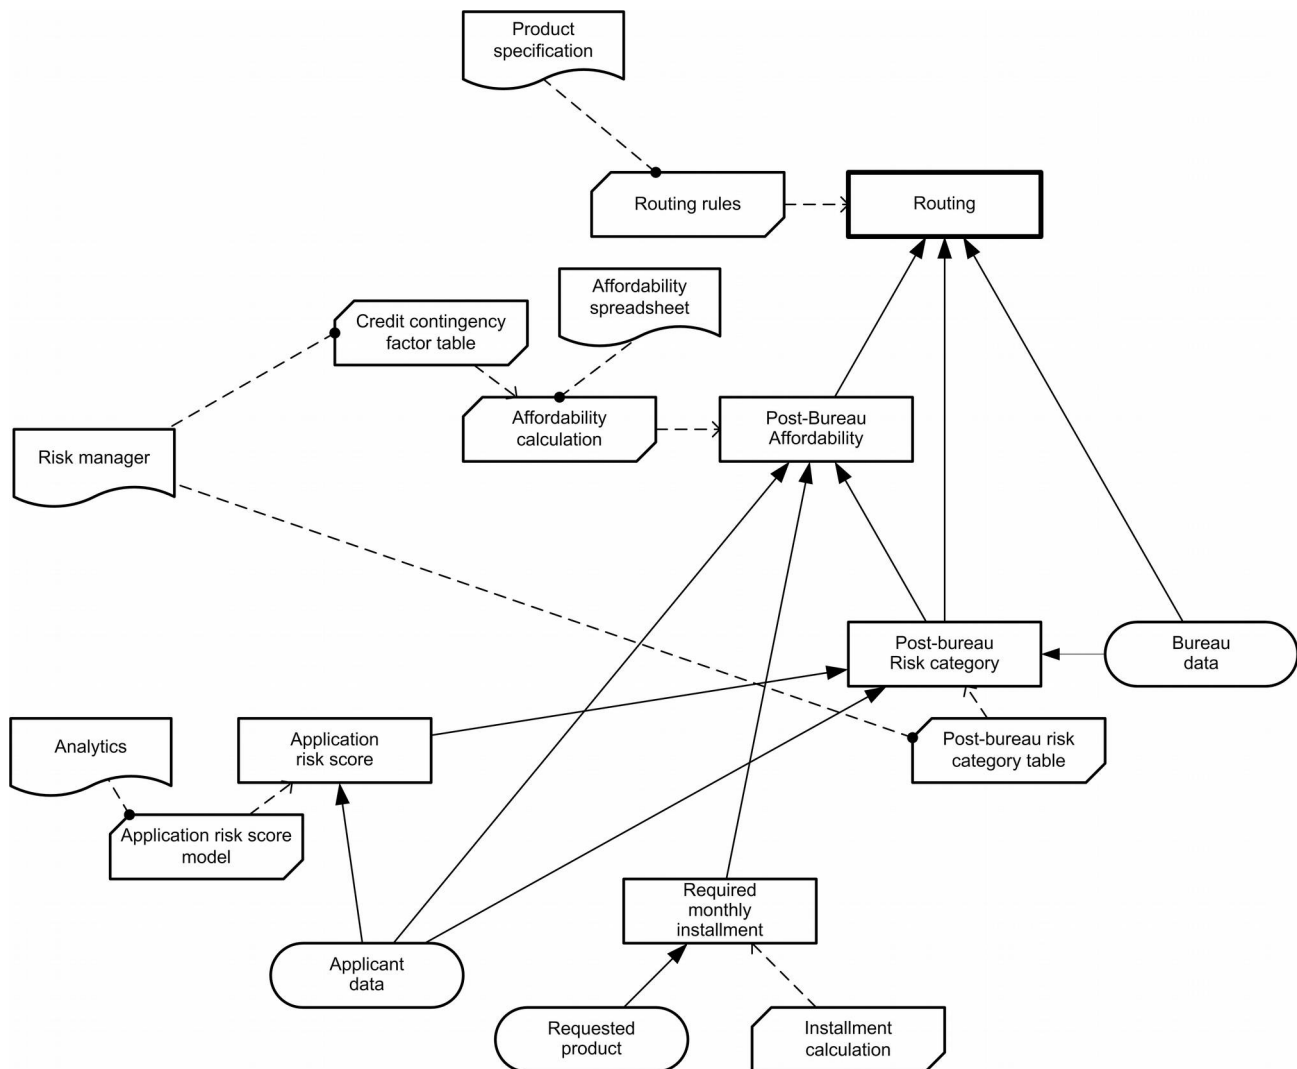 Product
specification
Routing rules
Routing
Affordability
spreadsheet
Credit contingency
factor table
Affordability
calculation
Post-Bureau
Affordability
Risk manager
Post-bureau
Risk category
Bureau
data
Analytics
Application
risk score
Post-bureau risk
category table
Application risk score
model
Required
monthly
installment
Applicant
data
Requested
product
Installment
calculation